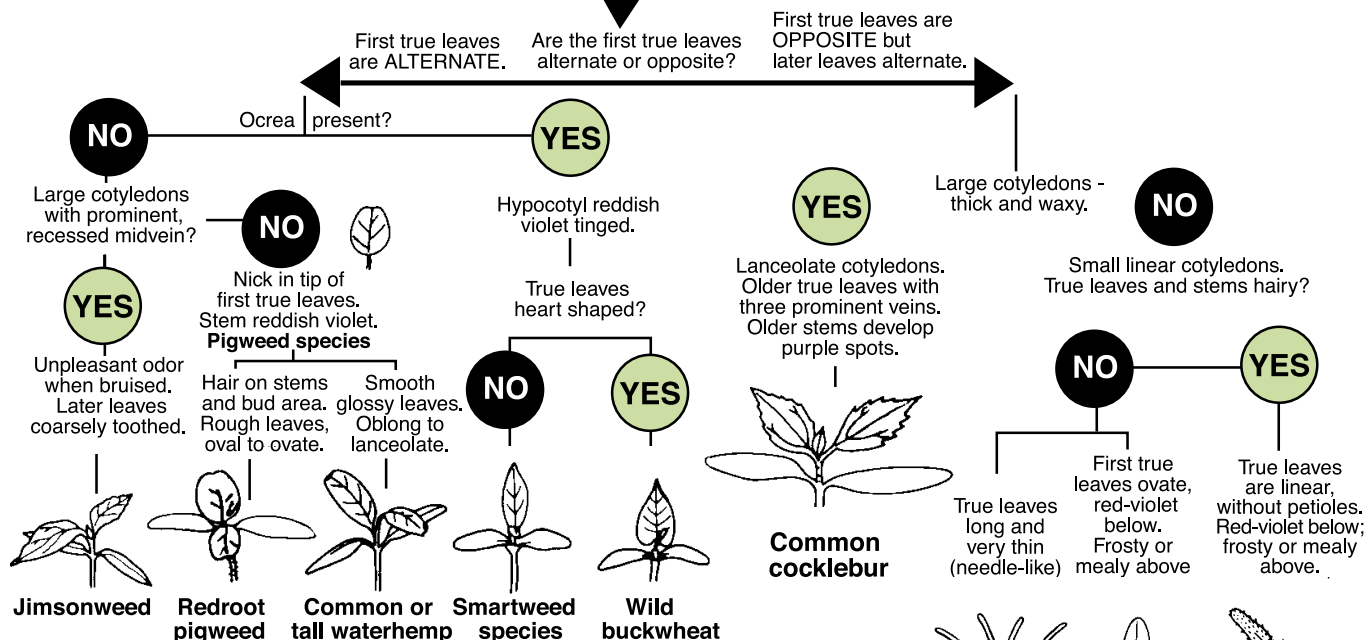 First true leaves
are ALTERNATE.
Are the first true leaves
alternate or opposite?
First true leaves are
OPPOSITE but
later leaves alternate.
NO
Ocrea present?
YES
Large cotyledons
with prominent,
recessed midvein?
NO
Hypocotyl reddish
violet tinged.
YES
Large cotyledons -
thick and waxy.
NO
YES
Nick in tip of
first true leaves.
Stem reddish violet.
Pigweed species
True leaves
heart shaped?
Lanceolate cotyledons.
Older true leaves with
three prominent veins.
Older stems develop
purple spots.
Small linear cotyledons.
True leaves and stems hairy?
Unpleasant odor
when bruised.
Later leaves
coarsely toothed.
Hair on stems
and bud area.
Rough leaves,
oval to ovate.
Smooth
glossy leaves.
Oblong to
lanceolate.
NO
YES
NO
YES
True leaves
long and
very thin
(needle-like)
First true
leaves ovate,
red-violet
below.
Frosty or
mealy above
True leaves
are linear,
without petioles.
Red-violet below;
frosty or mealy
above.
Jimsonweed
Redroot
pigweed
Common or
tall waterhemp
Smartweed
species
Wild
buckwheat
Common
cocklebur